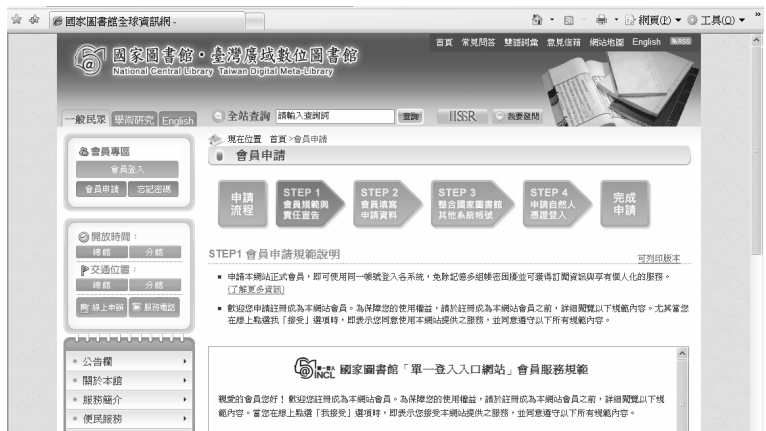 國家圖書館全球資訊網 -
網頁(P)
工具(O)
國家圖書館・臺灣廣域數位圖書館
National Central Library Taiwan Digital Meta-Library
首頁 常見問答 雙語詞彙 意見信箱 網站地圖 English RSS
一般民眾 學術研究 English
全站查詢 請輸入查詢詞 查詢 IISSR 我要發問
現在位置 首頁>會員申請
會員申請
會員專區
會員登入
會員申請 忘記密碼
申請流程
STEP 1 會員規範與責任宣告
STEP 2 會員填寫申請資料
STEP 3 整合國家圖書館其他系統帳號
STEP 4 申請自然人憑證登入
完成申請
開放時間：
總館 分館
交通位置：
總館 分館
線上申辦 服務電話
STEP1 會員申請規範說明
可列印版本
申請本網站正式會員，即可使用同一帳號登入各系統，免除記憶多組帳密困擾並可獲得訂閱資訊與享有個人化的服務。
(了解更多資訊)
歡迎您申請註冊成為本網站會員。為保障您的使用權益，請於註冊成為本網站會員之前，詳細閱覽以下規範內容。尤其當您
在線上點選我「接受」選項時，即表示您同意使用本網站提供之服務，並同意遵守以下所有規範內容。
公告欄
關於本館
服務簡介
便民服務
單一登入
INCL
國家圖書館「單一登入入口網站」會員服務規範
親愛的會員您好！ 歡迎您註冊成為本網站會員。為保障您的使用權益，請於註冊成為本網站會員之前，詳細閱覽以下規
範內容。當您在線上點選「我接受」選項時，即表示您接受本網站提供之服務，並同意遵守以下所有規範內容。